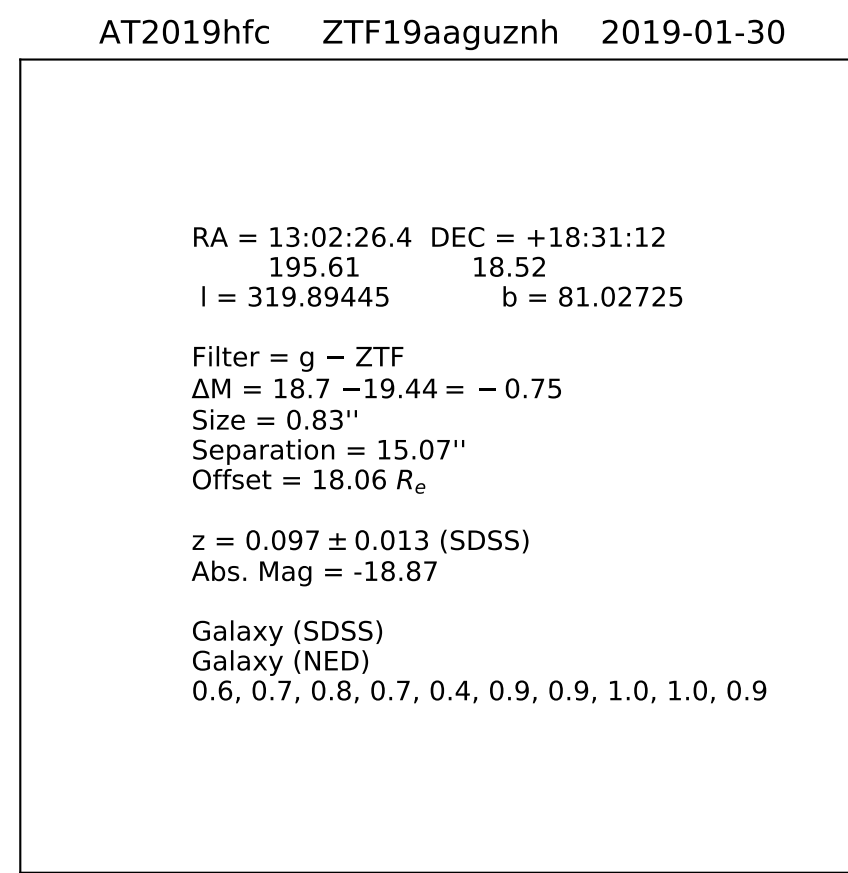 AT2019hfc ZTF19aaguznh 2019-01-30
RA = 13:02:26.4 DEC = +18:31:12
195.61 18.52
l = 319.89445 b = 81.02725
Filter = g − ZTF
ΔM = 18.7 −19.44 = − 0.75
Size = 0.83''
Separation = 15.07''
Offset = 18.06 Rₑ
z = 0.097 ± 0.013 (SDSS)
Abs. Mag = -18.87
Galaxy (SDSS)
Galaxy (NED)
0.6, 0.7, 0.8, 0.7, 0.4, 0.9, 0.9, 1.0, 1.0, 0.9